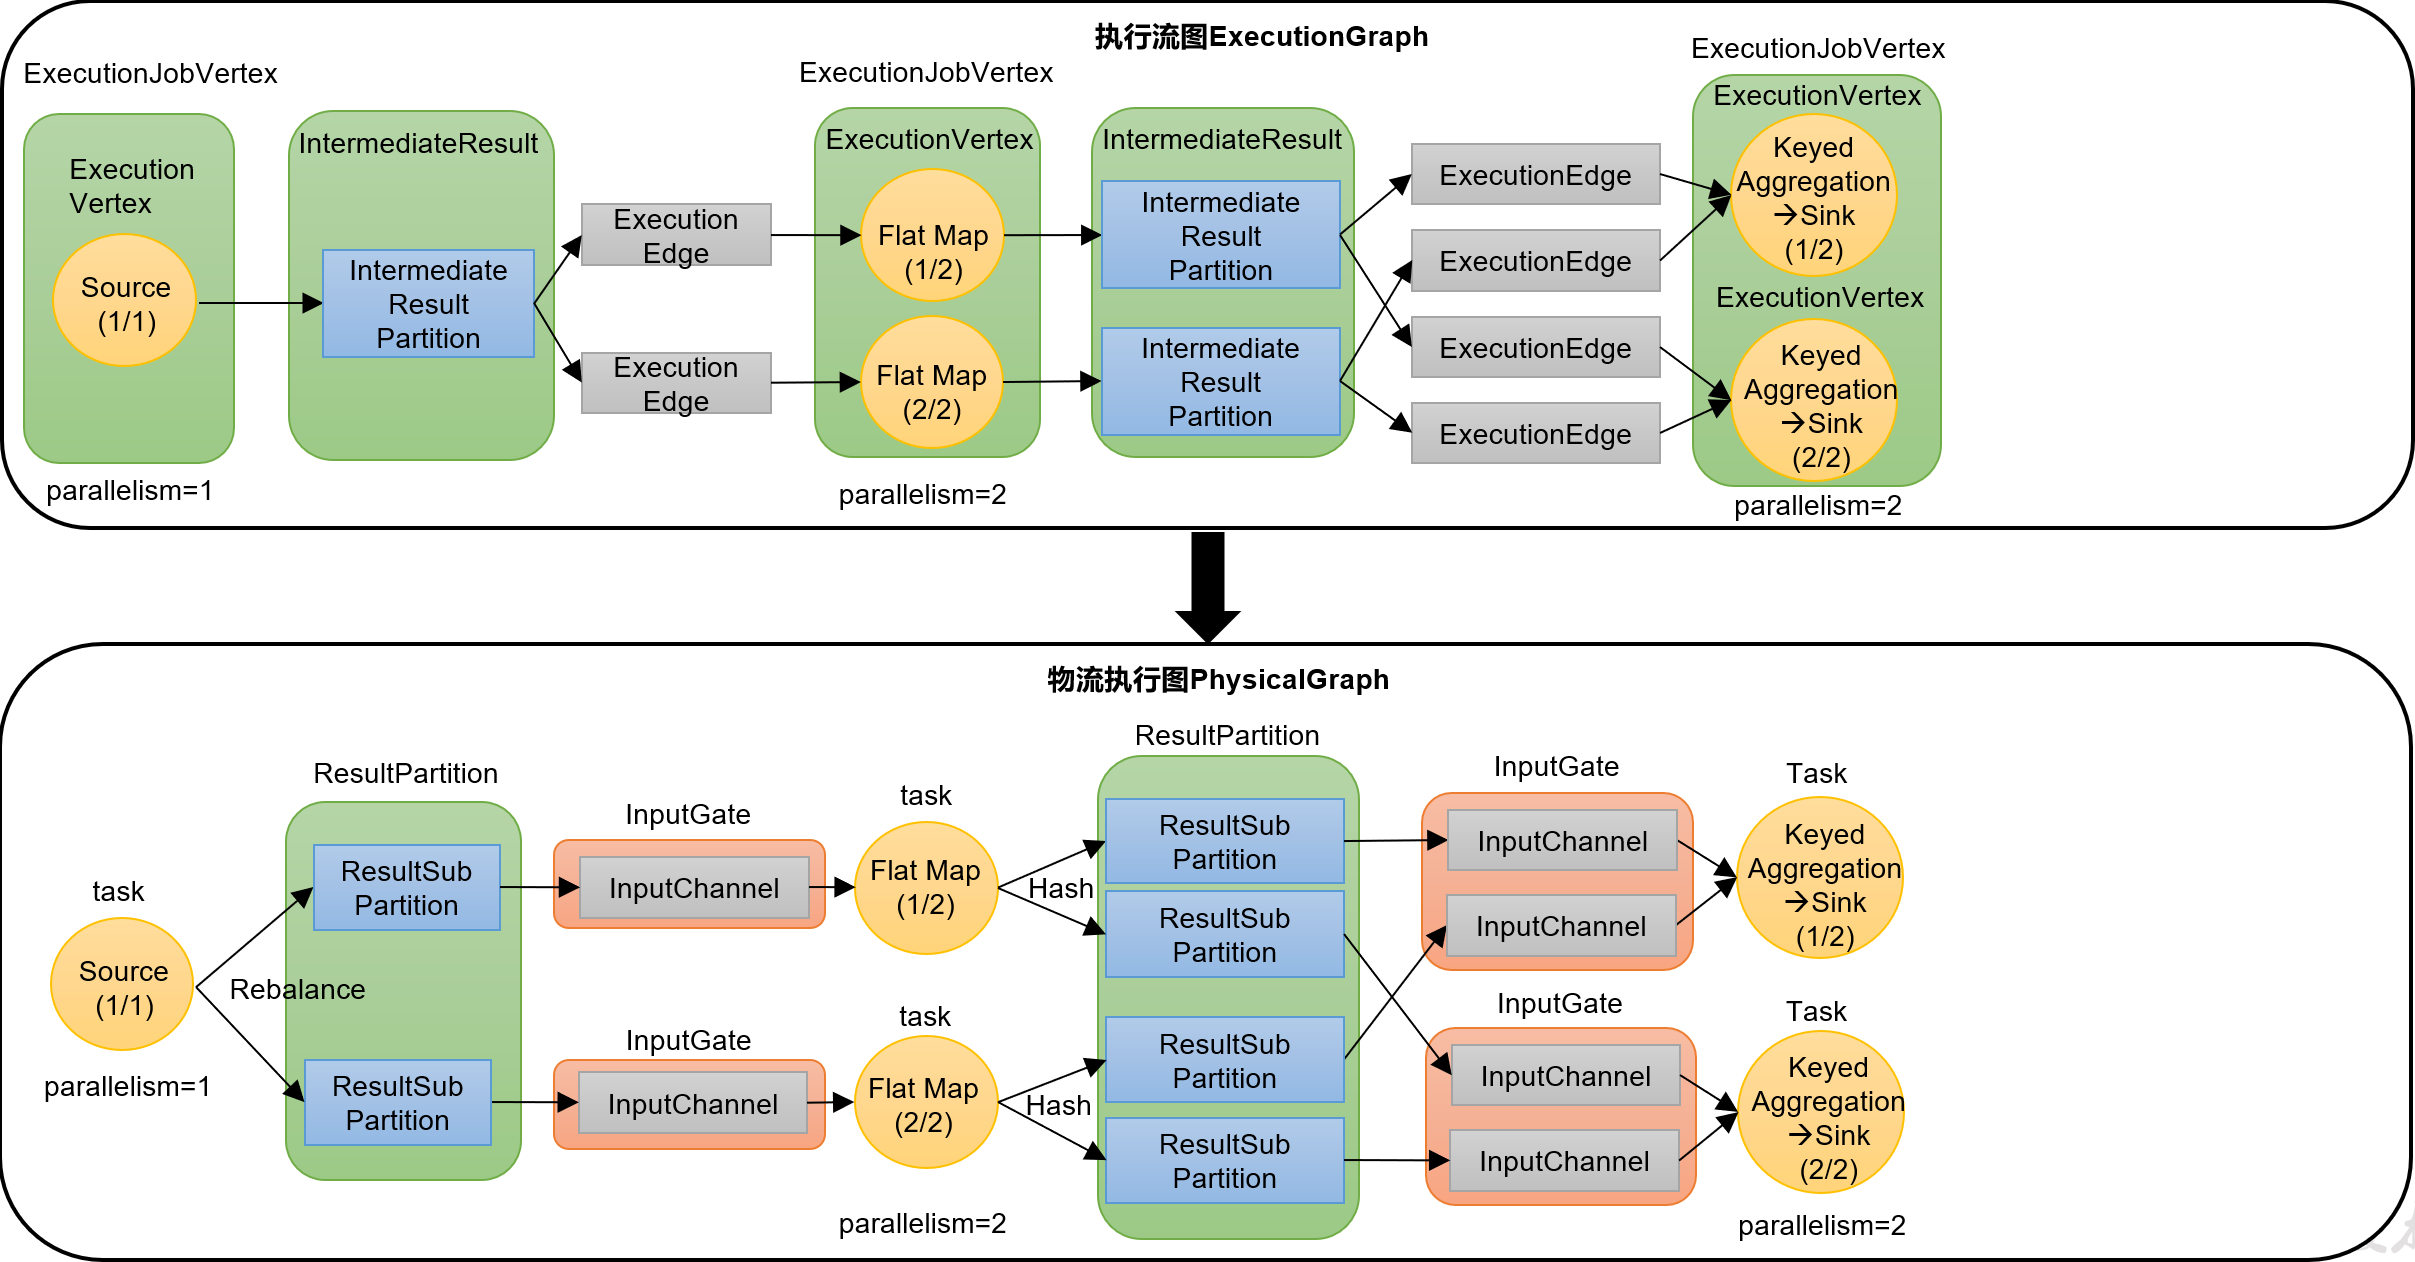 执行流图ExecutionGraph
ExecutionJobVertex
Execution
Vertex
Source
(1/1)
parallelism=1
IntermediateResult
Intermediate
Result
Partition
Execution
Edge
Execution
Edge
ExecutionJobVertex
ExecutionVertex
Flat Map
(1/2)
Flat Map
(2/2)
parallelism=2
IntermediateResult
Intermediate
Result
Partition
Intermediate
Result
Partition
ExecutionEdge
ExecutionEdge
ExecutionEdge
ExecutionEdge
ExecutionJobVertex
ExecutionVertex
Keyed
Aggregation
→Sink
(1/2)
ExecutionVertex
Keyed
Aggregation
→Sink
(2/2)
parallelism=2
物流执行图PhysicalGraph
task
Source
(1/1)
parallelism=1
Rebalance
ResultPartition
ResultSub
Partition
ResultSub
Partition
InputGate
InputChannel
InputGate
InputChannel
task
Flat Map
(1/2)
task
Flat Map
(2/2)
parallelism=2
Hash
Hash
ResultPartition
ResultSub
Partition
ResultSub
Partition
ResultSub
Partition
ResultSub
Partition
InputGate
InputChannel
InputChannel
InputGate
InputChannel
InputChannel
Task
Keyed
Aggregation
→Sink
(1/2)
Task
Keyed
Aggregation
→Sink
(2/2)
parallelism=2